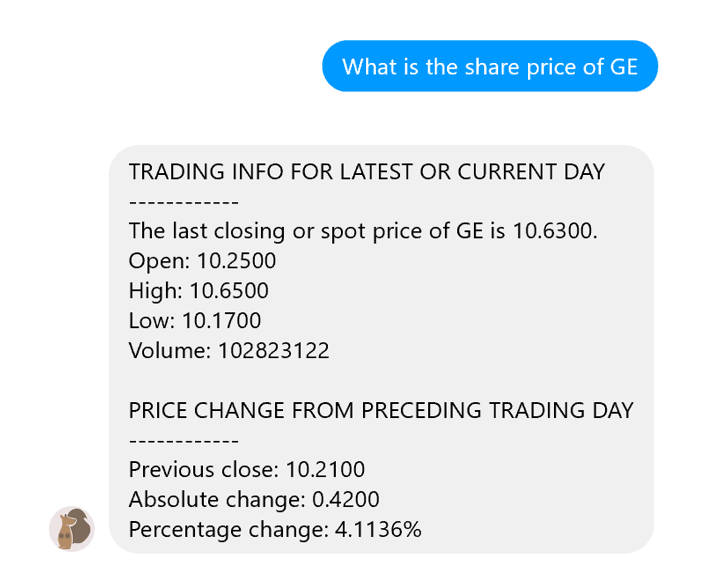 What is the share price of GE
TRADING INFO FOR LATEST OR CURRENT DAY
------------
The last closing or spot price of GE is 10.6300.
Open: 10.2500
High: 10.6500
Low: 10.1700
Volume: 102823122
PRICE CHANGE FROM PRECEDING TRADING DAY
------------
Previous close: 10.2100
Absolute change: 0.4200
Percentage change: 4.1136%